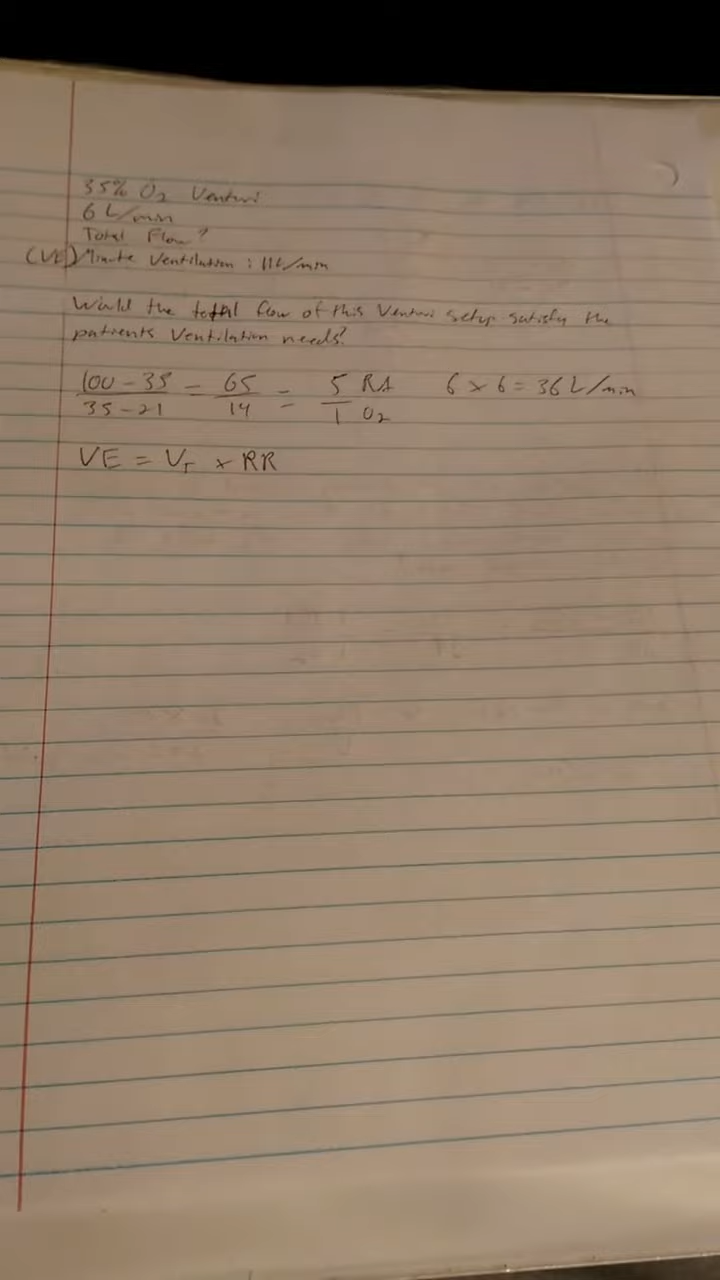 35% O₂ Venturi
6 L/min
Total Flow?
(VE) Minute Ventilation: 11L/min
Would the total flow of this Venturi setup satisfy the
patients ventilation needs?
100 - 35 = 65 = 5 RA 6 x 6 = 36 L/min
35 - 21 14 1 O₂
VE = V_T x RR